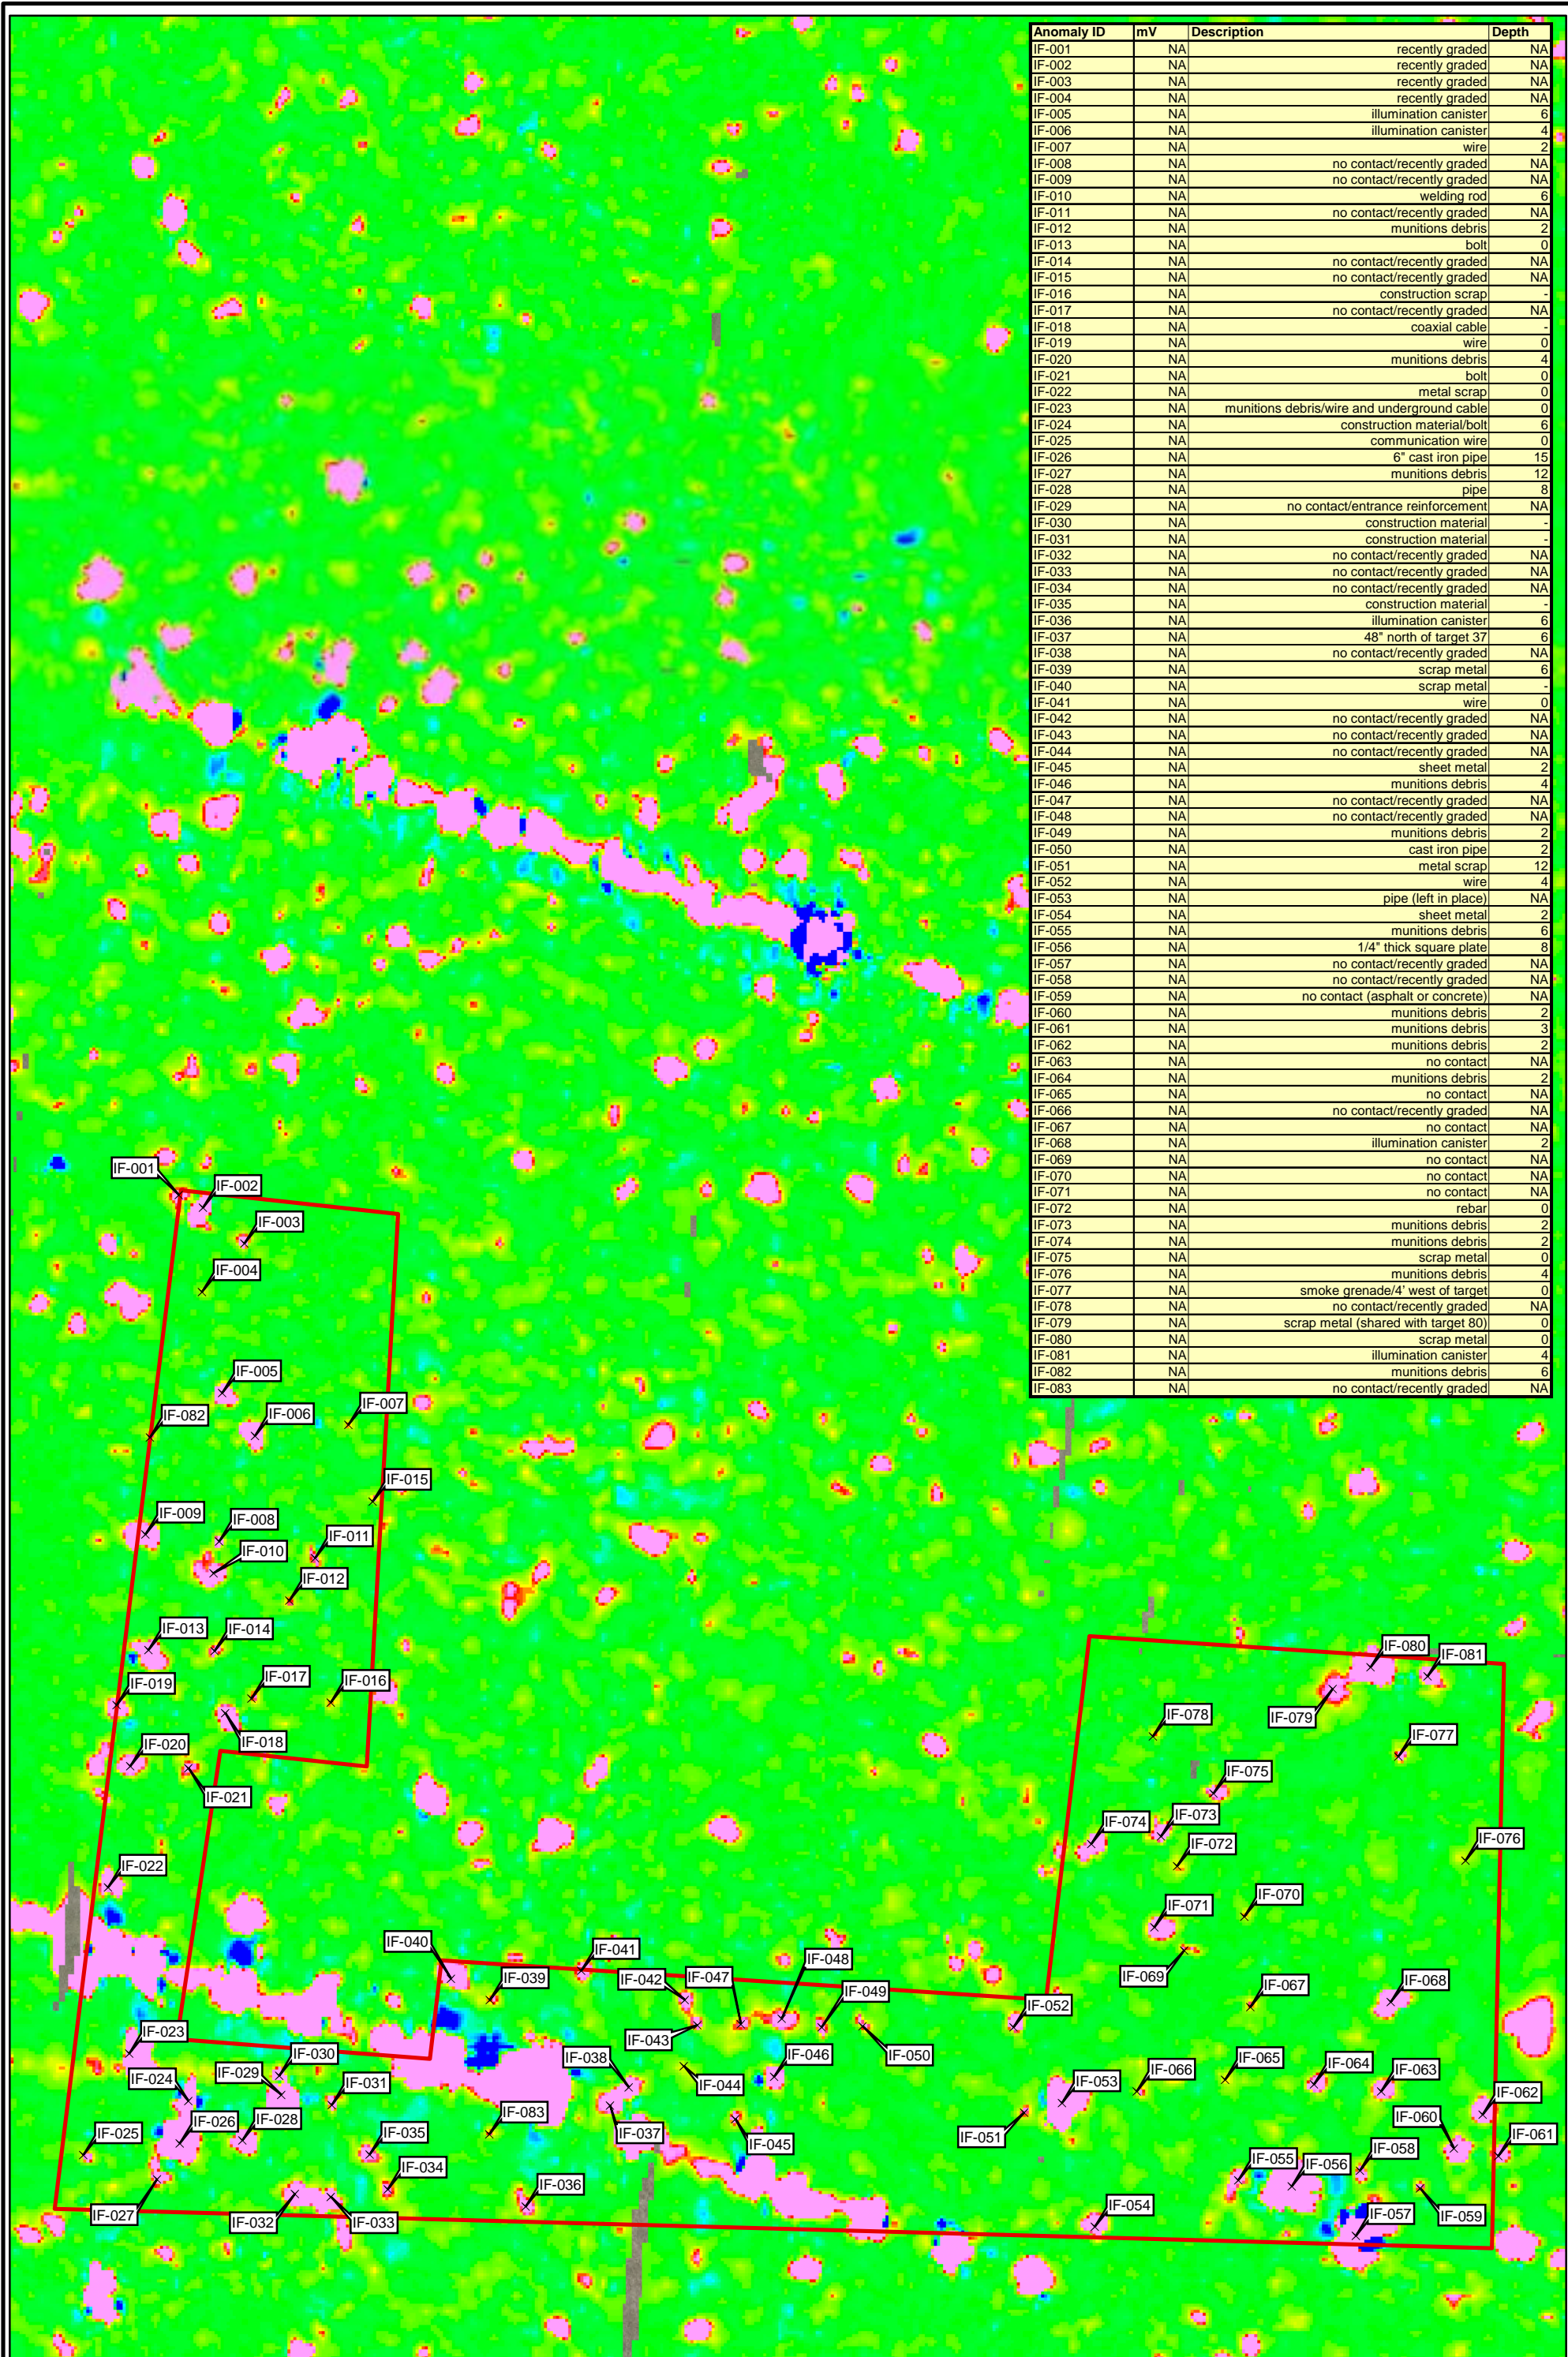 Anomaly ID mV Description Depth
IF-001 NA recently graded NA
IF-002 NA recently graded NA
IF-003 NA recently graded NA
IF-004 NA recently graded NA
IF-005 NA illumination canister 6
IF-006 NA illumination canister 4
IF-007 NA wire 2
IF-008 NA no contact/recently graded NA
IF-009 NA no contact/recently graded NA
IF-010 NA welding rod 6
IF-011 NA no contact/recently graded NA
IF-012 NA munitions debris 2
IF-013 NA bolt 0
IF-014 NA no contact/recently graded NA
IF-015 NA no contact/recently graded NA
IF-016 NA construction scrap -
IF-017 NA no contact/recently graded NA
IF-018 NA coaxial cable -
IF-019 NA wire 0
IF-020 NA munitions debris 4
IF-021 NA bolt 0
IF-022 NA metal scrap 0
IF-023 NA munitions debris/wire and underground cable 0
IF-024 NA construction material/bolt 6
IF-025 NA communication wire 0
IF-026 NA 6" cast iron pipe 15
IF-027 NA munitions debris 12
IF-028 NA pipe 8
IF-029 NA no contact/entrance reinforcement NA
IF-030 NA construction material -
IF-031 NA construction material -
IF-032 NA no contact/recently graded NA
IF-033 NA no contact/recently graded NA
IF-034 NA no contact/recently graded NA
IF-035 NA construction material -
IF-036 NA illumination canister 6
IF-037 NA 48" north of target 37 6
IF-038 NA no contact/recently graded NA
IF-039 NA scrap metal 6
IF-040 NA scrap metal -
IF-041 NA wire 0
IF-042 NA no contact/recently graded NA
IF-043 NA no contact/recently graded NA
IF-044 NA no contact/recently graded NA
IF-045 NA sheet metal 2
IF-046 NA munitions debris 4
IF-047 NA no contact/recently graded NA
IF-048 NA no contact/recently graded NA
IF-049 NA munitions debris 2
IF-050 NA cast iron pipe 2
IF-051 NA metal scrap 12
IF-052 NA wire 4
IF-053 NA pipe (left in place) NA
IF-054 NA sheet metal 2
IF-055 NA munitions debris 6
IF-056 NA 1/4" thick square plate 8
IF-057 NA no contact/recently graded NA
IF-058 NA no contact/recently graded NA
IF-059 NA no contact (asphalt or concrete) NA
IF-060 NA munitions debris 2
IF-061 NA munitions debris 3
IF-062 NA munitions debris 2
IF-063 NA no contact NA
IF-064 NA munitions debris 2
IF-065 NA no contact NA
IF-066 NA no contact/recently graded NA
IF-067 NA no contact NA
IF-068 NA illumination canister 2
IF-069 NA no contact NA
IF-070 NA no contact NA
IF-071 NA no contact NA
IF-072 NA rebar 0
IF-073 NA munitions debris 2
IF-074 NA munitions debris 2
IF-075 NA scrap metal 0
IF-076 NA munitions debris 4
IF-077 NA smoke grenade/4' west of target 0
IF-078 NA no contact/recently graded NA
IF-079 NA scrap metal (shared with target 80) 0
IF-080 NA scrap metal 0
IF-081 NA illumination canister 4
IF-082 NA munitions debris 6
IF-083 NA no contact/recently graded NA
IF-001
IF-002
IF-003
IF-004
IF-005
IF-007
IF-082
IF-006
IF-015
IF-009
IF-008
IF-011
IF-010
IF-012
IF-013
IF-014
IF-080
IF-081
IF-017
IF-016
IF-019
IF-078
IF-079
IF-077
IF-018
IF-020
IF-075
IF-021
IF-073
IF-074
IF-072
IF-076
IF-022
IF-070
IF-071
IF-040
IF-041
IF-048
IF-069
IF-039
IF-042
IF-047
IF-067
IF-068
IF-049
IF-052
IF-023
IF-043
IF-030
IF-050
IF-038
IF-046
IF-029
IF-024
IF-044
IF-066
IF-065
IF-064
IF-063
IF-053
IF-031
IF-062
IF-083
IF-060
IF-026
IF-028
IF-037
IF-051
IF-025
IF-035
IF-045
IF-061
IF-058
IF-055
IF-056
IF-034
IF-036
IF-054
IF-059
IF-027
IF-032
IF-033
IF-057